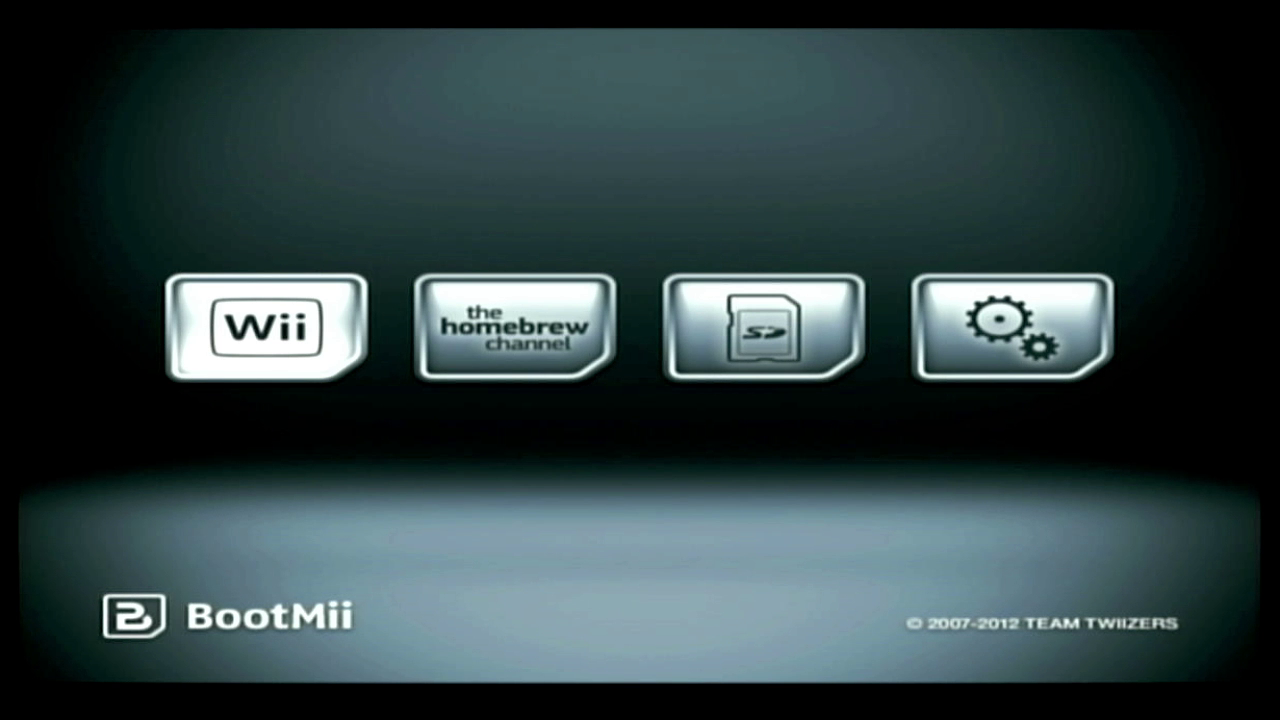 Wii
the
homebrew
channel
SD
BootMii
© 2007-2012 TEAM TWIIZERS